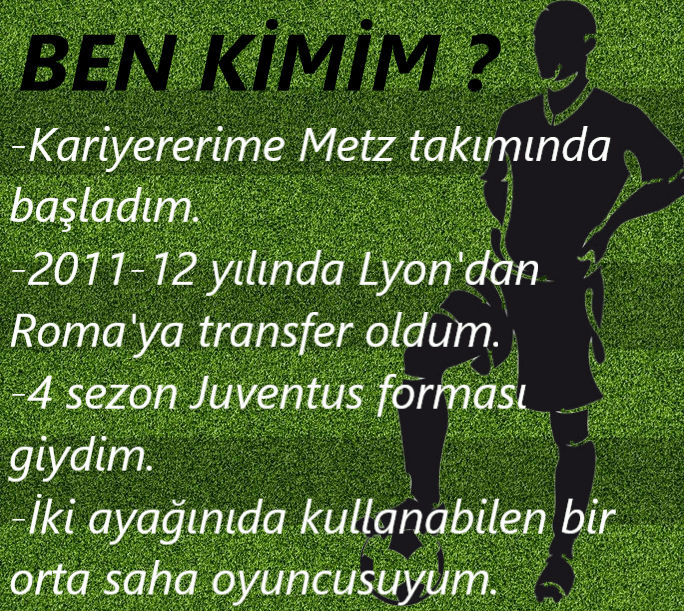 BEN KİMİM ?
-Kariyererime Metz takımında
başladım.
-2011-12 yılında Lyon'dan
Roma'ya transfer oldum.
-4 sezon Juventus forması
giydim.
-İki ayağınıda kullanabilen bir
orta saha oyuncusuyum.